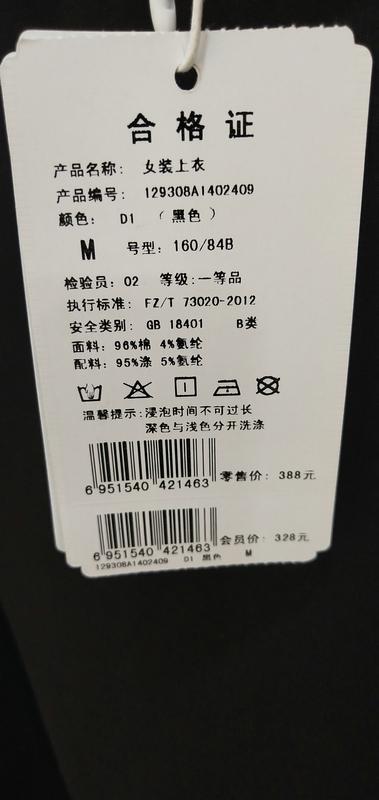 合格证
产品名称: 女装上衣
产品编号: 129308A1402409
颜色: D1 (黑色)
M 号型: 160/84B
检验员: 02 等级:一等品
执行标准: FZ/T 73020-2012
安全类别: GB 18401 B类
面料: 96%棉 4%氨纶
配料: 95%涤 5%氨纶
温馨提示:浸泡时间不可过长
深色与浅色分开洗涤
6 951540 421463 零售价: 388元
6 951540 421463 会员价: 328元
129308A1402409 D1 黑色 M